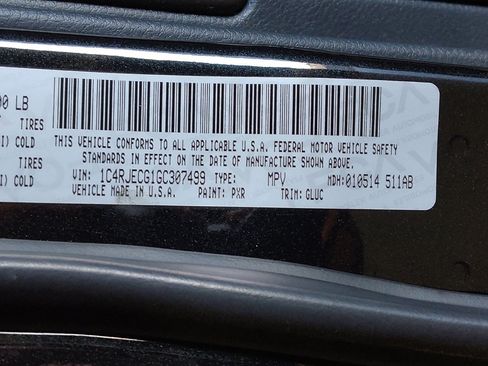 00 LB
TIRES
I) COLD THIS VEHICLE CONFORMS TO ALL APPLICABLE U.S.A. FEDERAL MOTOR VEHICLE SAFETY
TIRES STANDARDS IN EFFECT ON THE DATE OF MANUFACTURE SHOWN ABOVE.
I) COLD VIN: 1C4RJECG1GC307499 TYPE: MPV MDH:010514 511AB
VEHICLE MADE IN U.S.A. PAINT: PXR TRIM: GLUC